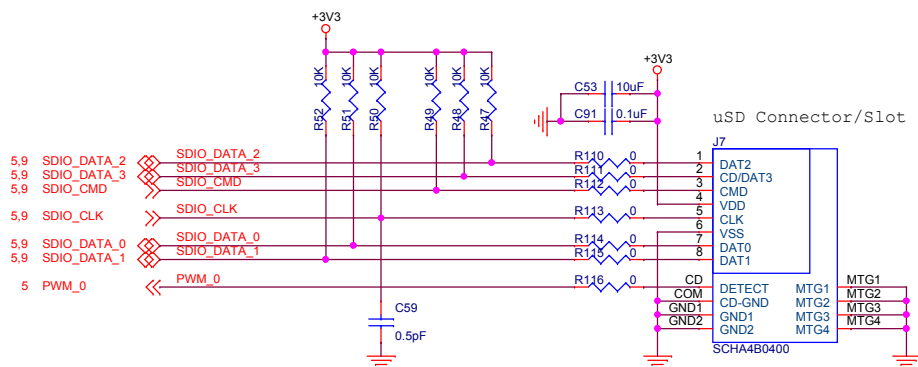 +3V3
R52 10K R51 10K R50 10K R49 10K R48 10K R47 10K
+3V3
C53 10uF
C91 0.1uF
uSD Connector/Slot
J7
5,9 SDIO_DATA_2 SDIO_DATA_2 R110 0 1 DAT2
5,9 SDIO_DATA_3 SDIO_DATA_3 R111 0 2 CD/DAT3
5,9 SDIO_CMD SDIO_CMD R112 0 3 CMD
4 VDD
5,9 SDIO_CLK SDIO_CLK R113 0 5 CLK
6 VSS
5,9 SDIO_DATA_0 SDIO_DATA_0 R114 0 7 DAT0
5,9 SDIO_DATA_1 SDIO_DATA_1 R115 0 8 DAT1
5 PWM_0 PWM_0 R116 0 CD DETECT MTG1 MTG1
COM CD-GND MTG2 MTG2
GND1 GND1 MTG3 MTG3
GND2 GND2 MTG4 MTG4
C59
0.5pF
SCHA4B0400